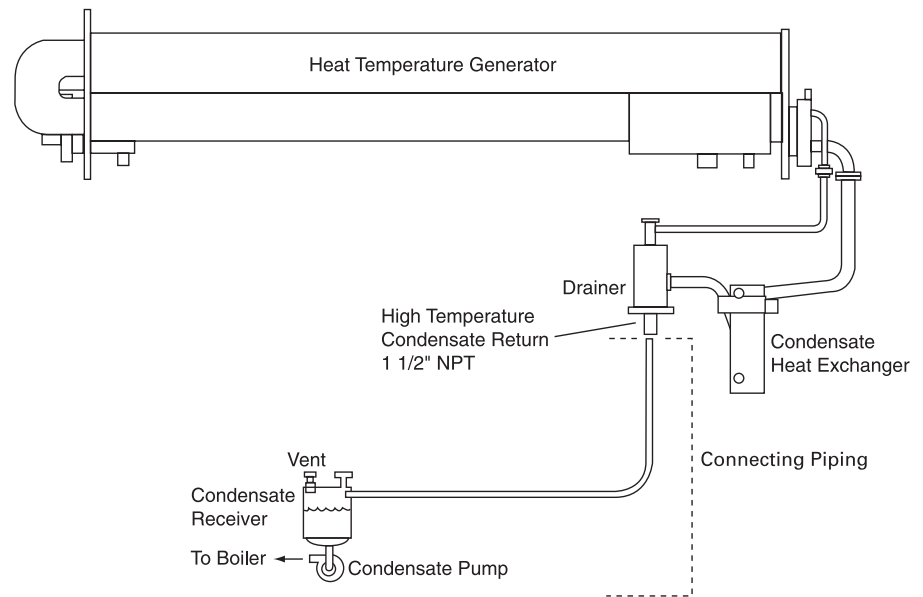 Heat Temperature Generator
Drainer
High Temperature
Condensate Return
1 1/2" NPT
Condensate
Heat Exchanger
Connecting Piping
Vent
Condensate
Receiver
To Boiler
Condensate Pump